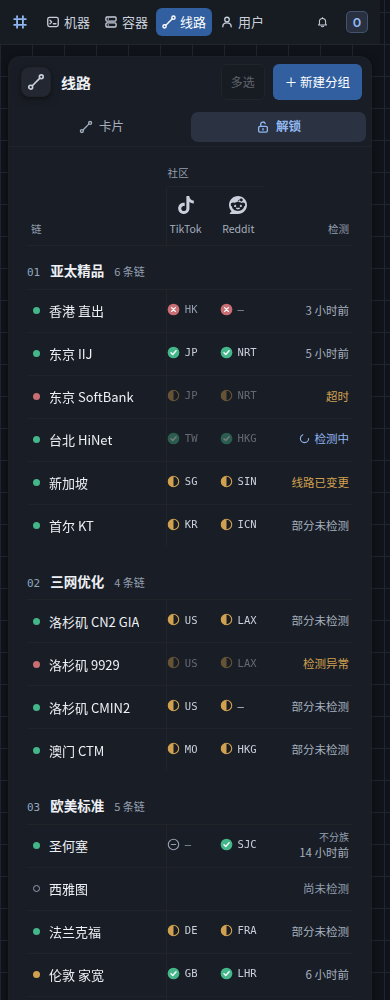 机器 容器 线路 用户 O
线路 多选 + 新建分组
卡片 解锁
社区
链 TikTok Reddit 检测
01 亚太精品 6 条链
香港 直出 HK – 3 小时前
东京 IIJ JP NRT 5 小时前
东京 SoftBank JP NRT 超时
台北 HiNet TW HKG 检测中
新加坡 SG SIN 线路已变更
首尔 KT KR ICN 部分未检测
02 三网优化 4 条链
洛杉矶 CN2 GIA US LAX 部分未检测
洛杉矶 9929 US LAX 检测异常
洛杉矶 CMIN2 US – 部分未检测
澳门 CTM MO HKG 部分未检测
03 欧美标准 5 条链
不分族
圣何塞 – SJC 14 小时前
西雅图 尚未检测
法兰克福 DE FRA 部分未检测
伦敦 家宽 GB LHR 6 小时前